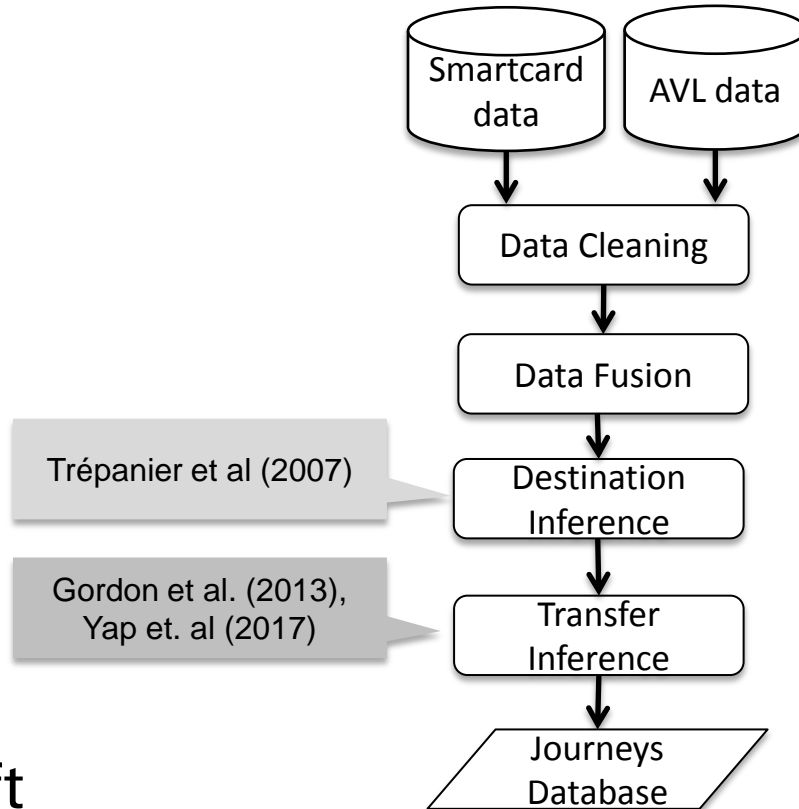 Smartcard
data
AVL data
Data Cleaning
Data Fusion
Trépanier et al (2007)
Destination
Inference
Gordon et al. (2013),
Yap et. al (2017)
Transfer
Inference
Journeys
Database